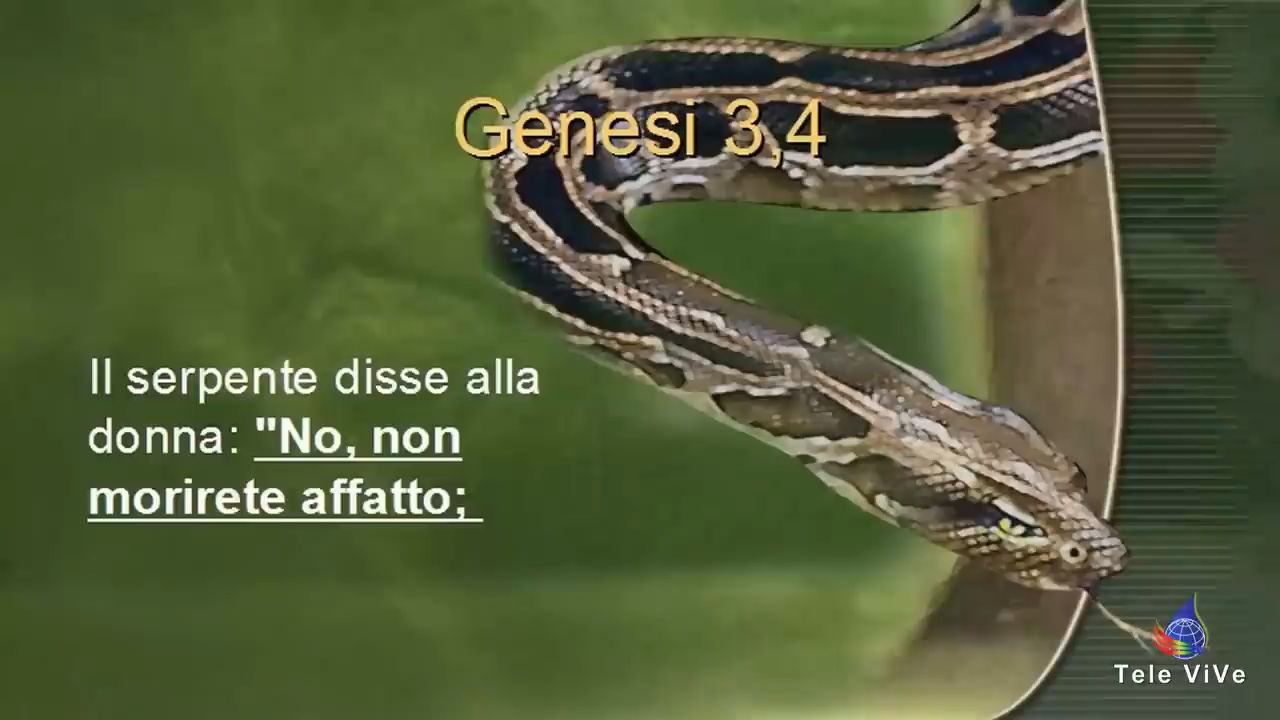 Genesi 3,4
Il serpente disse alla
donna: "No, non
morirete affatto;
Tele ViVe